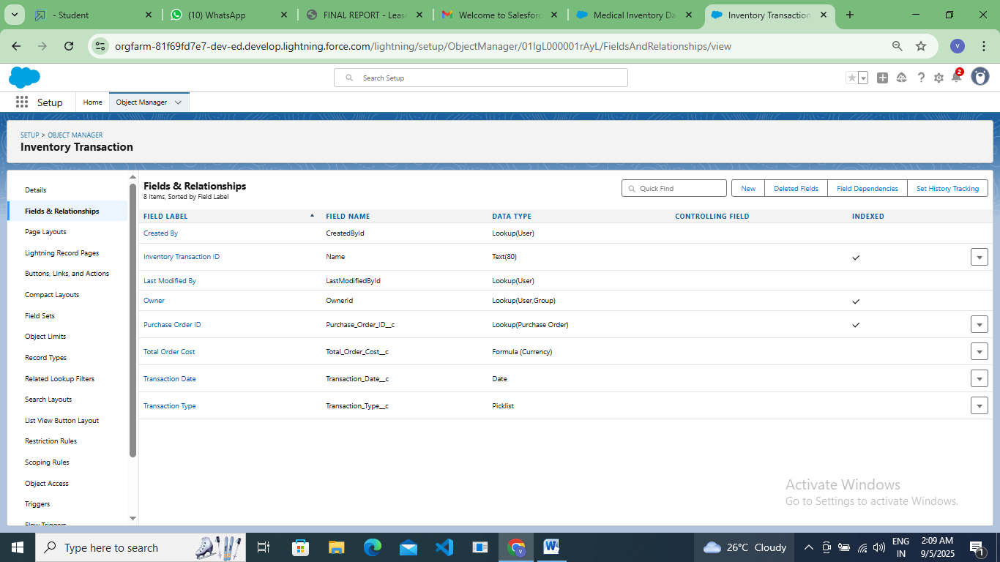 - Student
(10) WhatsApp
FINAL REPORT - Leas
Welcome to Salesforc
Medical Inventory Da
Inventory Transaction
orgfarm-81f69fd7e7-dev-ed.develop.lightning.force.com/lightning/setup/ObjectManager/01IgL000001rAyL/FieldsAndRelationships/view
V
Search Setup
2
Setup
Home
Object Manager
SETUP > OBJECT MANAGER
Inventory Transaction
Details
Fields & Relationships
Page Layouts
Lightning Record Pages
Buttons, Links, and Actions
Compact Layouts
Field Sets
Object Limits
Record Types
Related Lookup Filters
Search Layouts
List View Button Layout
Restriction Rules
Scoping Rules
Object Access
Triggers
Flow Triggers
Fields & Relationships
8 Items, Sorted by Field Label
Quick Find
New
Deleted Fields
Field Dependencies
Set History Tracking
FIELD LABEL FIELD NAME DATA TYPE CONTROLLING FIELD INDEXED
Created By CreatedById Lookup(User)
Inventory Transaction ID Name Text(80)
Last Modified By LastModifiedById Lookup(User)
Owner OwnerId Lookup(User,Group)
Purchase Order ID Purchase_Order_ID__c Lookup(Purchase Order)
Total Order Cost Total_Order_Cost__c Formula (Currency)
Transaction Date Transaction_Date__c Date
Transaction Type Transaction_Type__c Picklist
Activate Windows
Go to Settings to activate Windows.
Type here to search
26°C Cloudy
ENG
IN
2:09 AM
9/5/2025
1